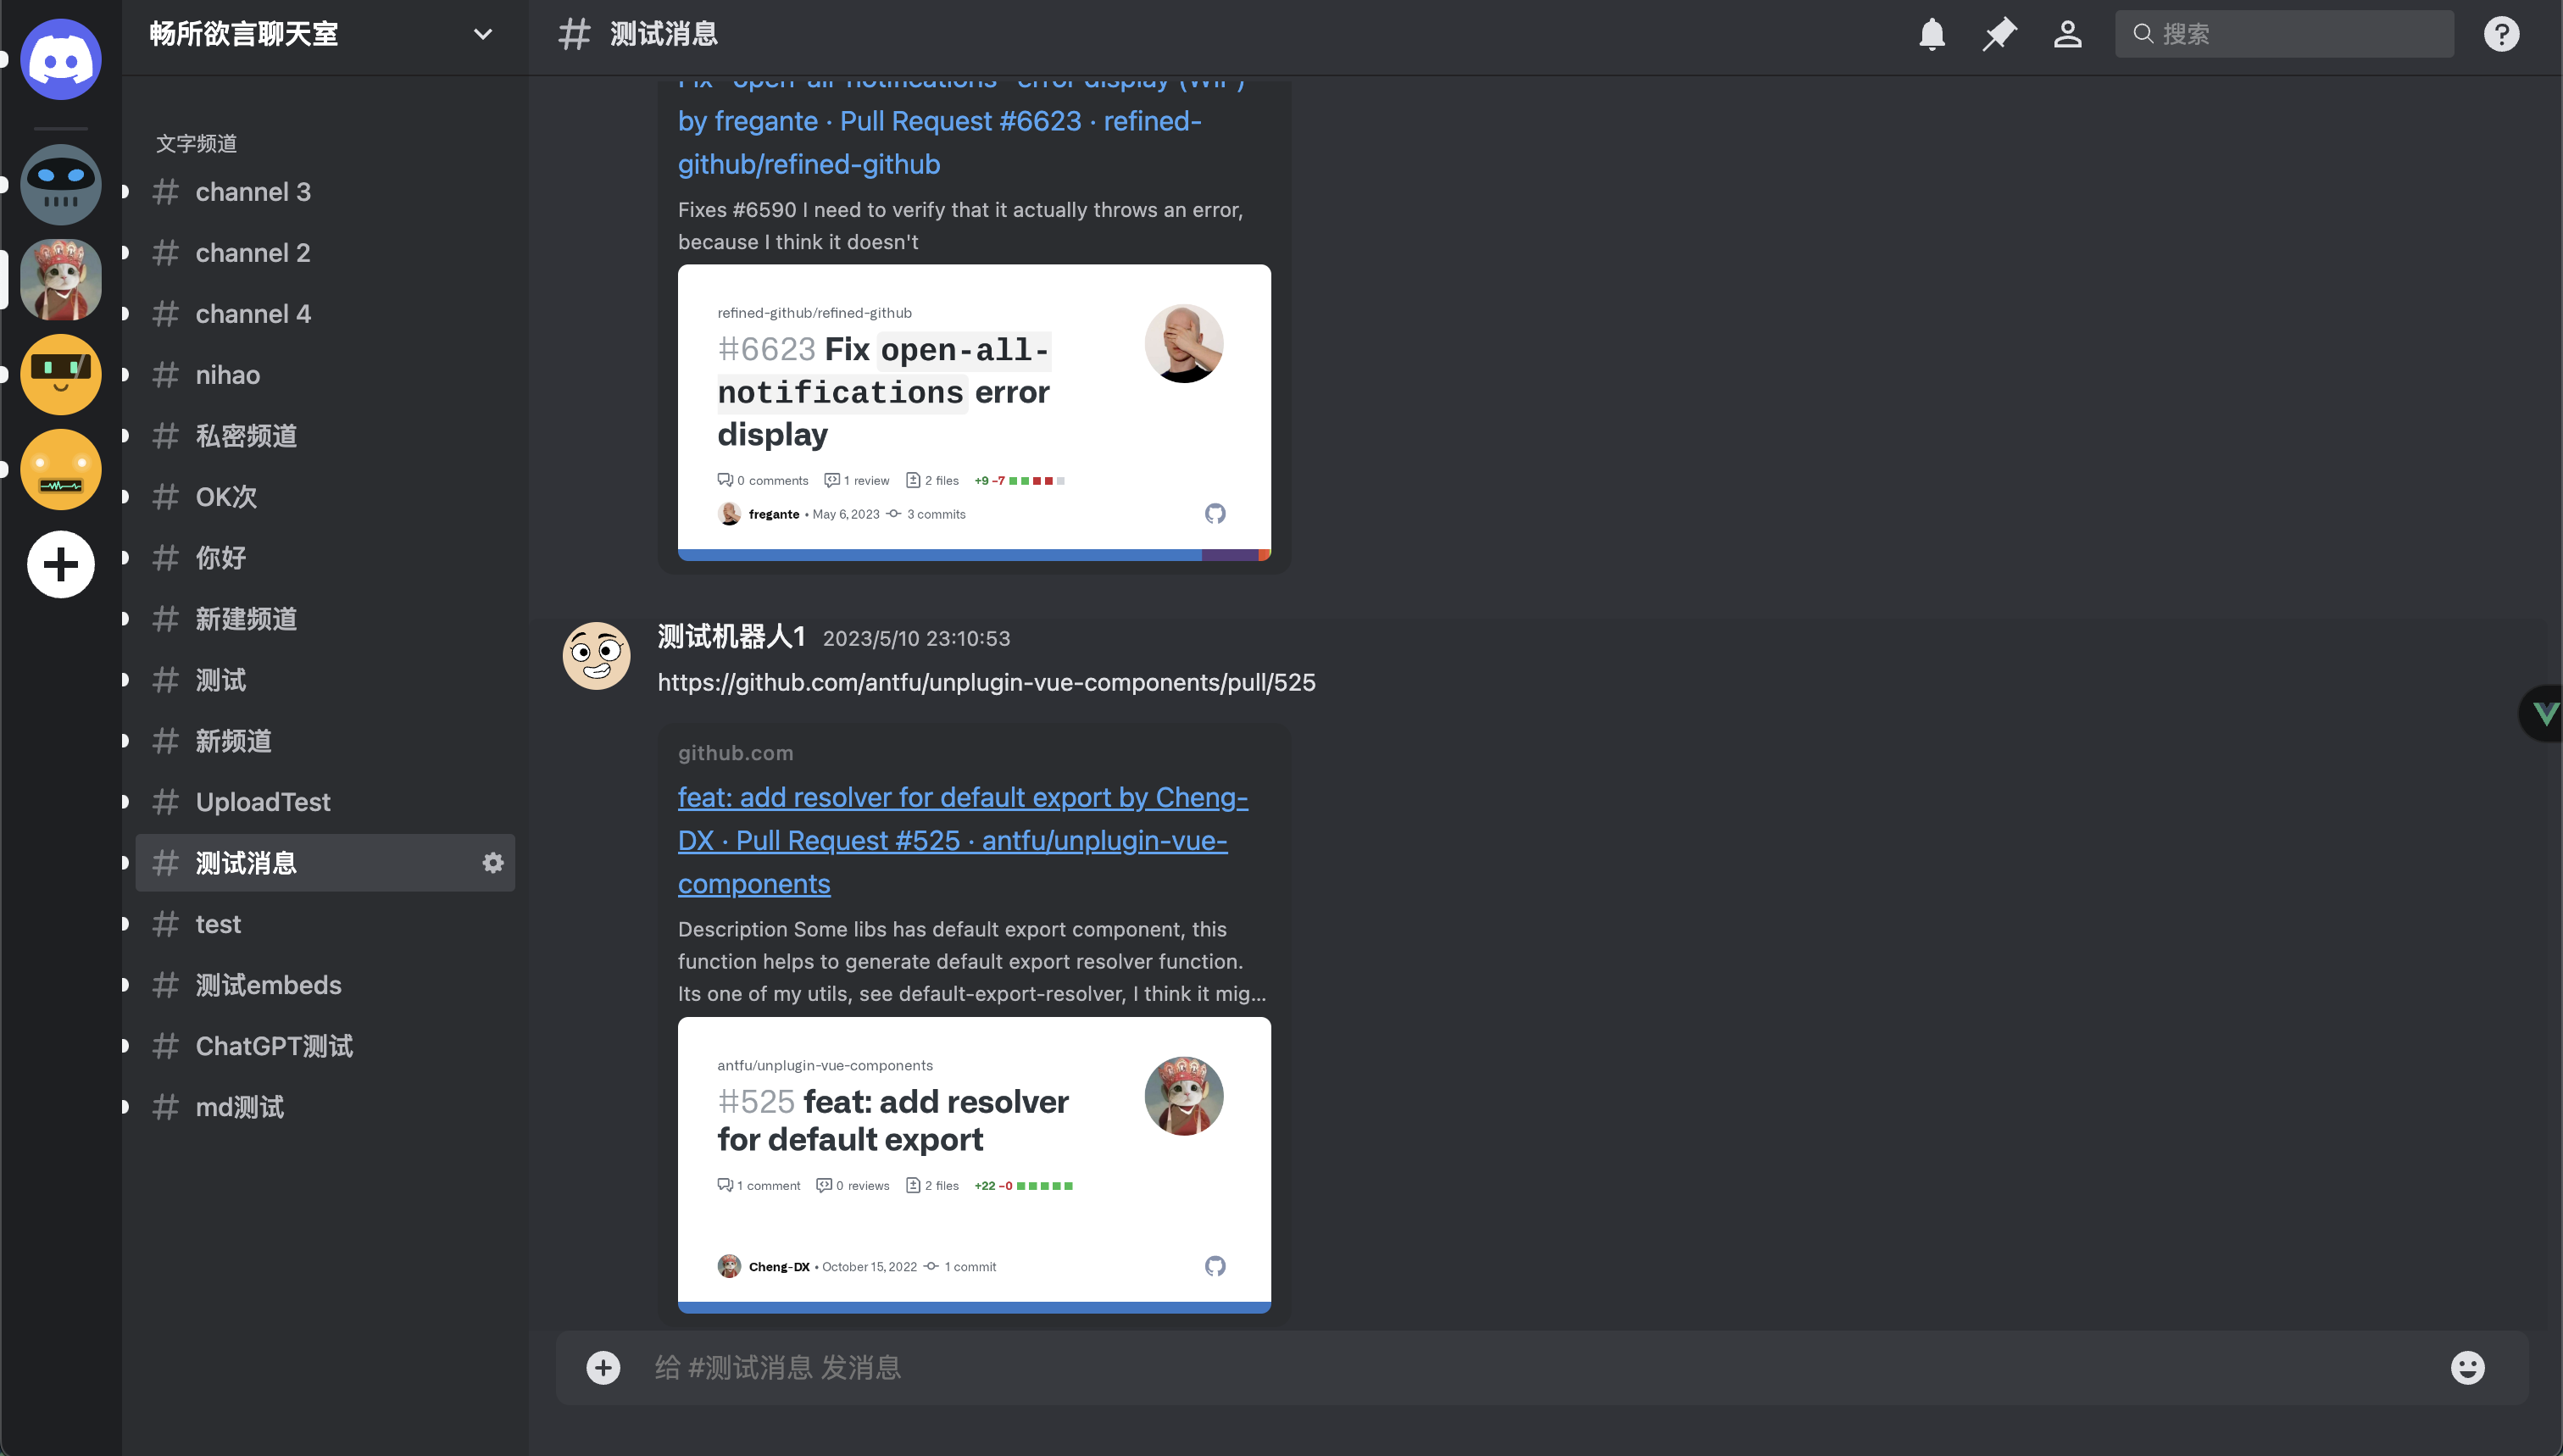 畅所欲言聊天室
文字频道
channel 3
channel 2
channel 4
nihao
私密频道
OK次
你好
新建频道
测试
新频道
UploadTest
测试消息
test
测试embeds
ChatGPT测试
md测试
测试消息
搜索
Fix `open-all-notifications` error display (WIP)
by fregante · Pull Request #6623 · refined-
github/refined-github
Fixes #6590 I need to verify that it actually throws an error,
because I think it doesn't
refined-github/refined-github
#6623 Fix open-all-
notifications error
display
0 comments 1 review 2 files +9 −7
fregante • May 6, 2023 3 commits
测试机器人1 2023/5/10 23:10:53
https://github.com/antfu/unplugin-vue-components/pull/525
github.com
feat: add resolver for default export by Cheng-
DX · Pull Request #525 · antfu/unplugin-vue-
components
Description Some libs has default export component, this
function helps to generate default export resolver function.
Its one of my utils, see default-export-resolver, I think it mig...
antfu/unplugin-vue-components
#525 feat: add resolver
for default export
1 comment 0 reviews 2 files +22 −0
Cheng-DX • October 15, 2022 1 commit
给 #测试消息 发消息